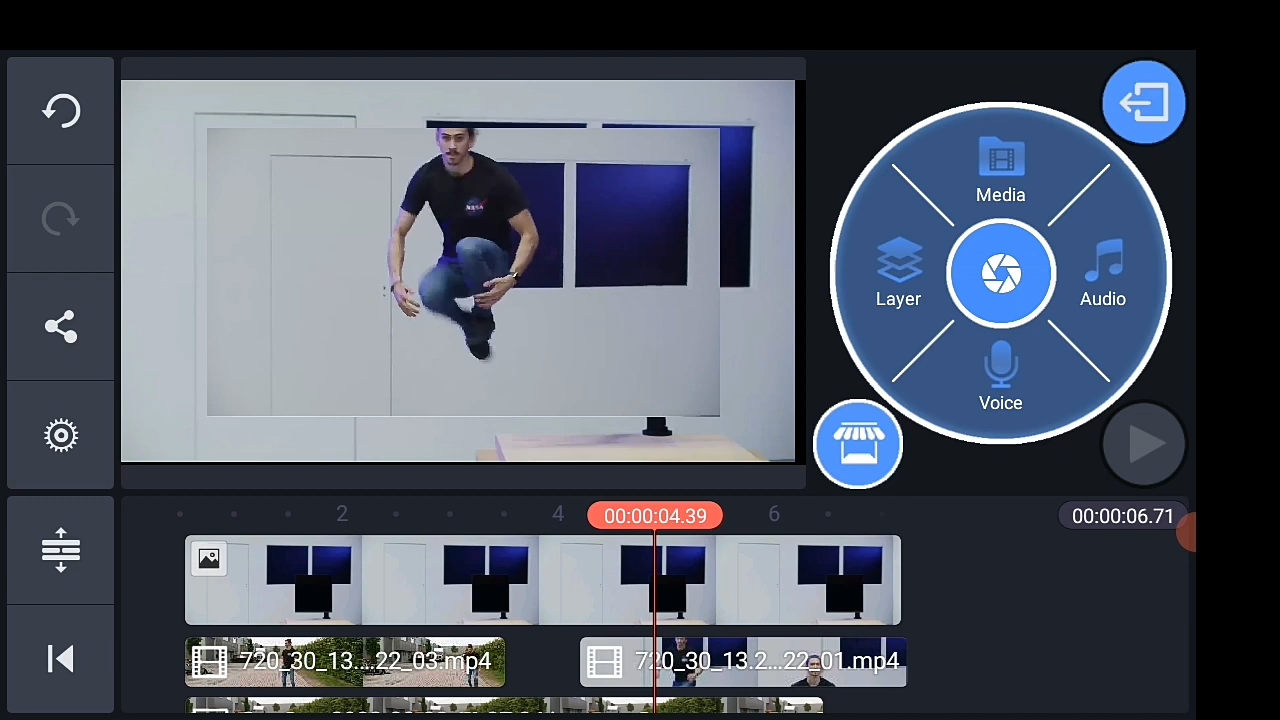 NASA
Media
Layer
Audio
Voice
2
4
00:00:04.39
6
00:00:06.71
720_30_13....22_03.mp4
720_30_13.2...22_01.mp4